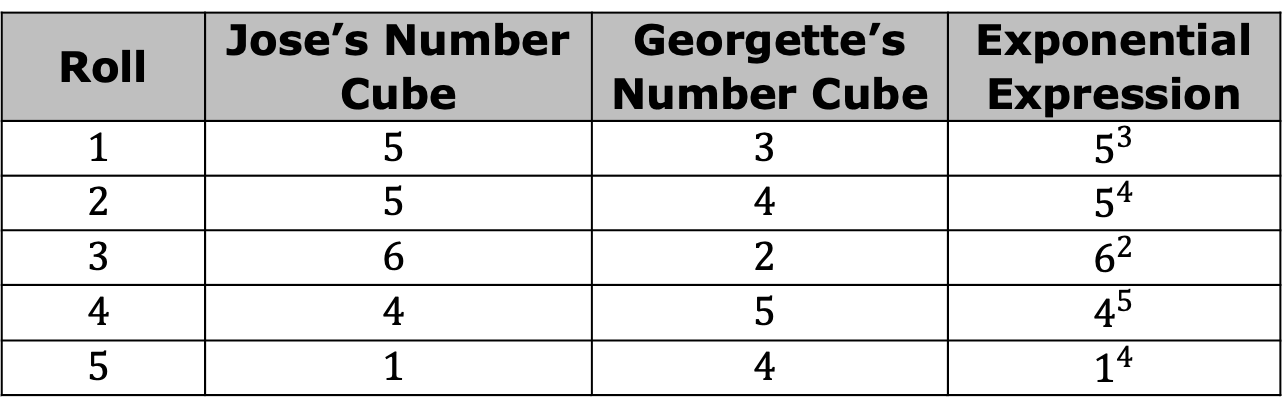 Roll Jose’s Number Cube Georgette’s Number Cube Exponential Expression
1 5 3 5³
2 5 4 5⁴
3 6 2 6²
4 4 5 4⁵
5 1 4 1⁴